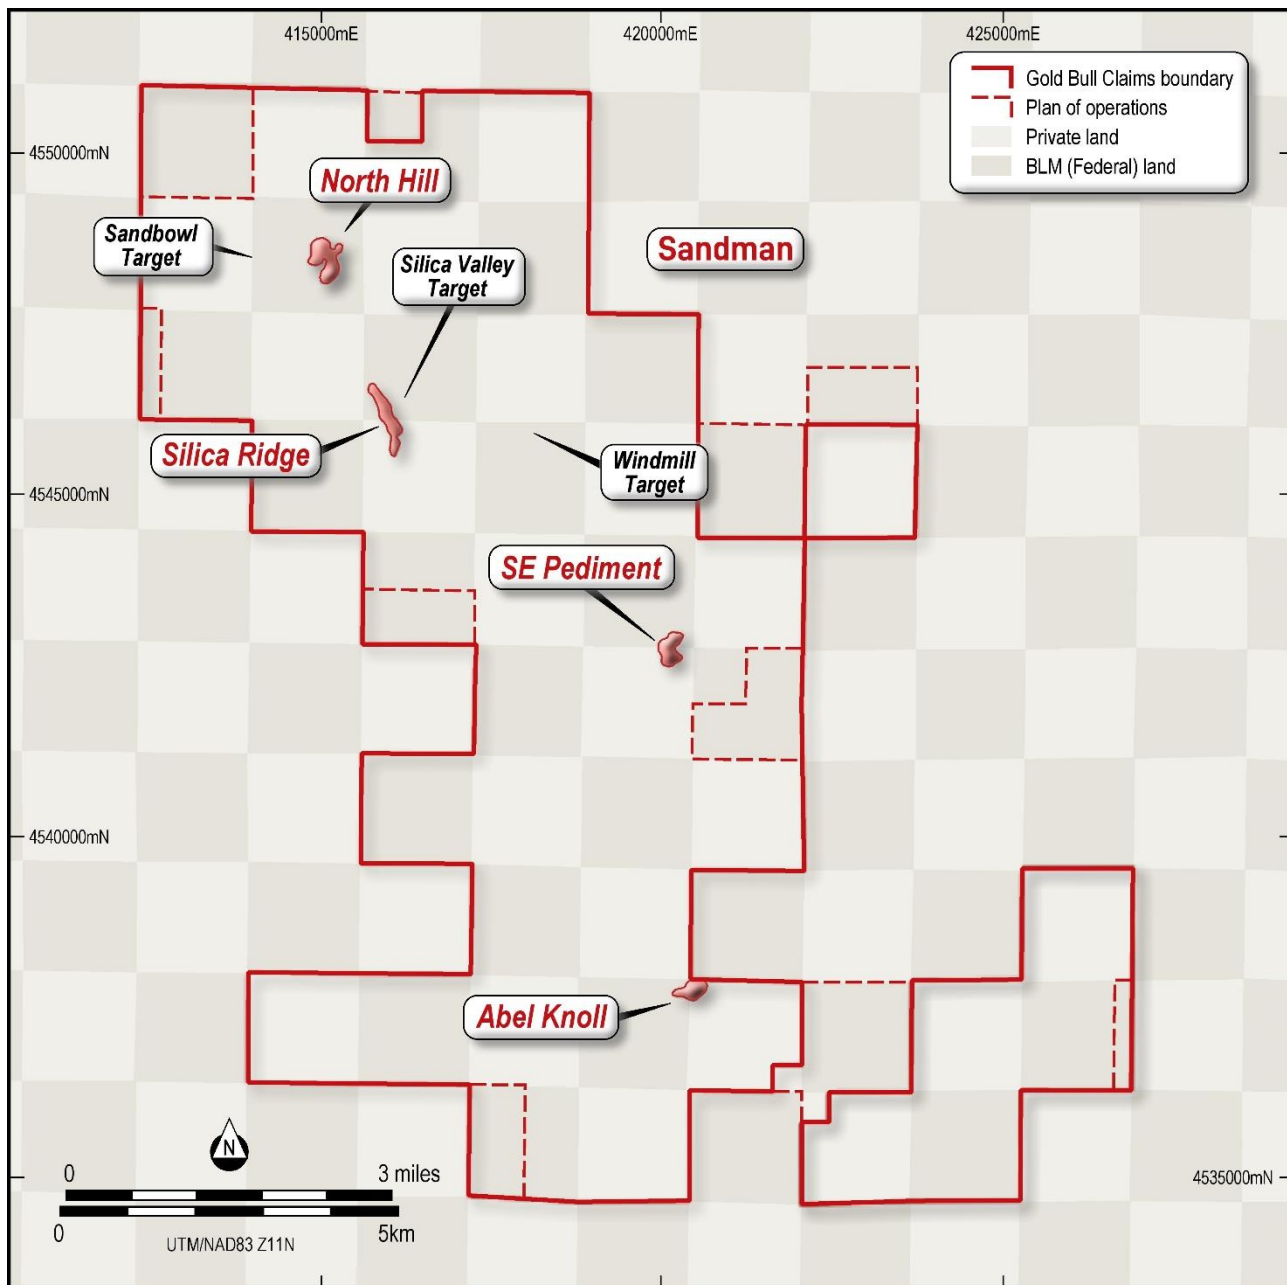 415000mE
420000mE
425000mE
Gold Bull Claims boundary
Plan of operations
Private land
BLM (Federal) land
4550000mN
North Hill
Sandbowl
Target
Silica Valley
Target
Sandman
Silica Ridge
Windmill
Target
4545000mN
SE Pediment
4540000mN
Abel Knoll
N
0
3 miles
0
5km
UTM/NAD83 Z11N
4535000mN